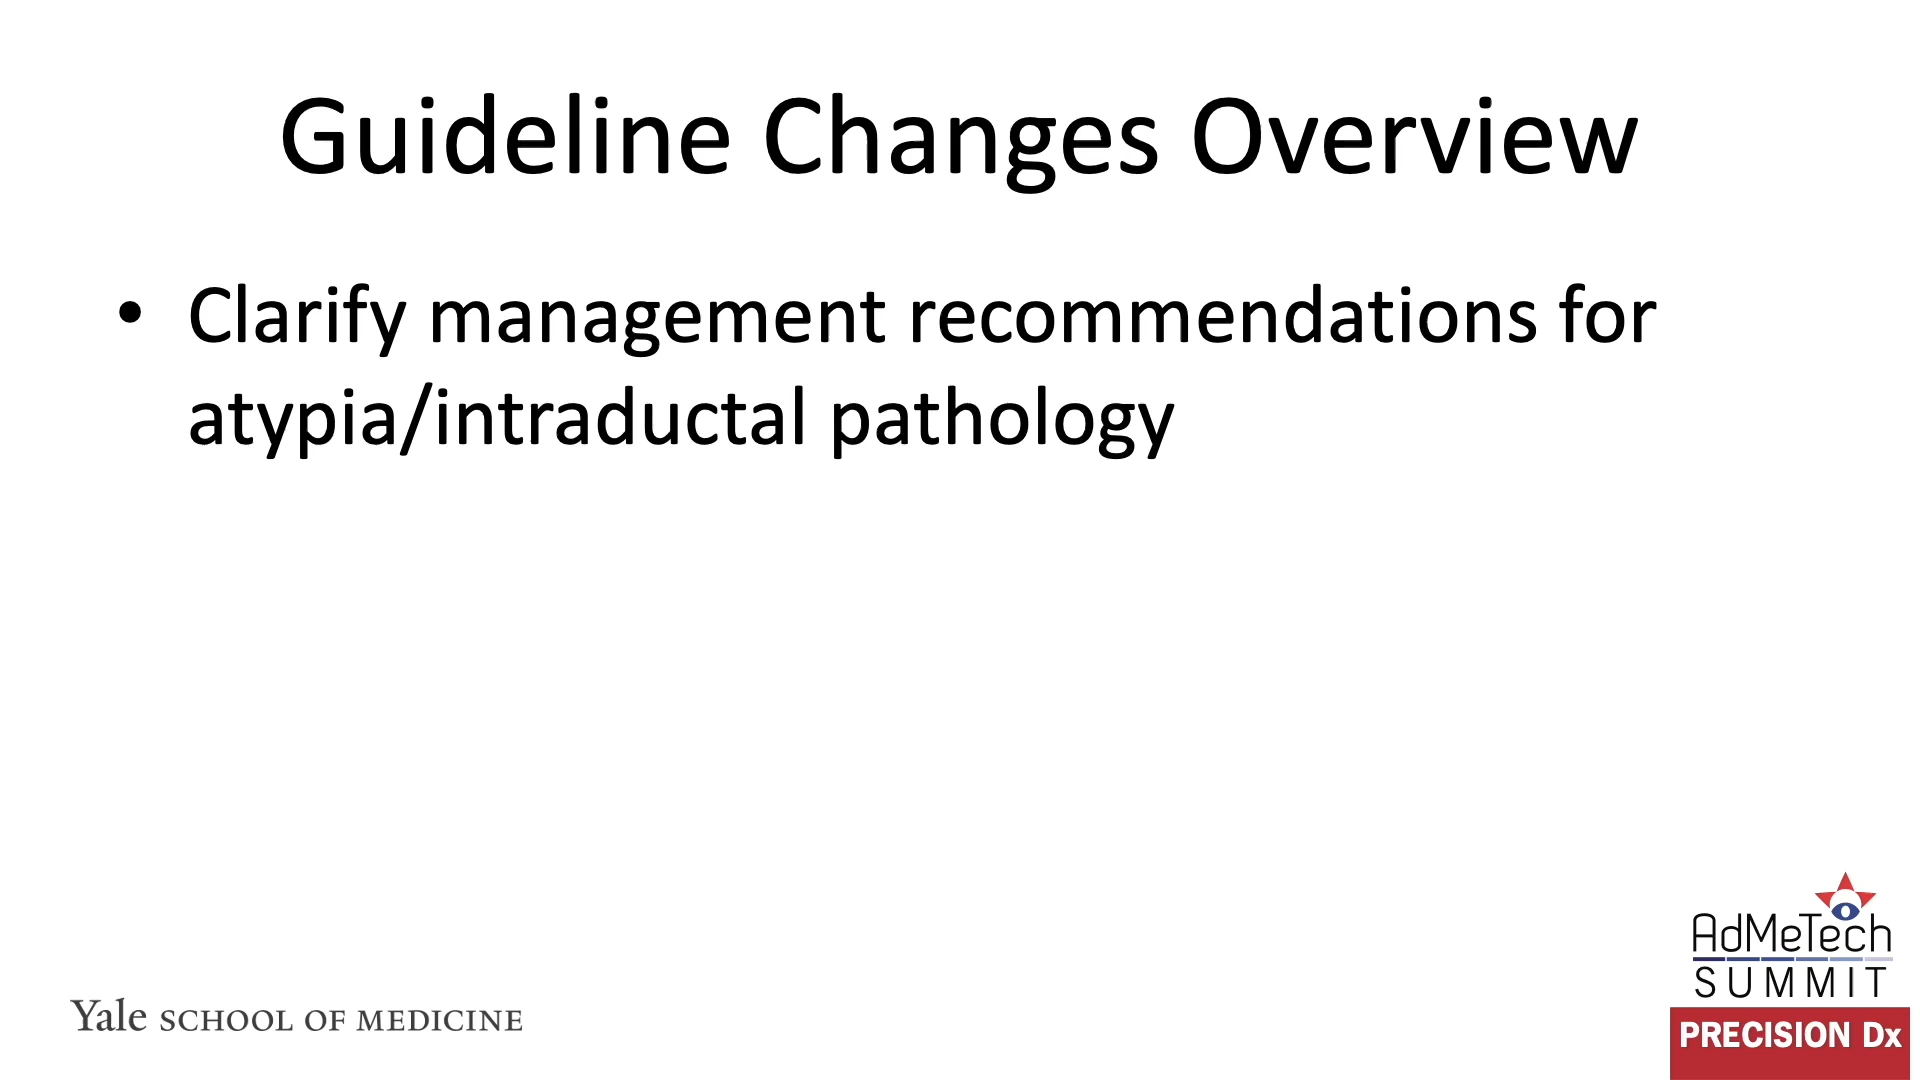 Guideline Changes Overview
• Clarify management recommendations for
atypia/intraductal pathology
AdMeTech
SUMMIT
Yale SCHOOL OF MEDICINE
PRECISION Dx